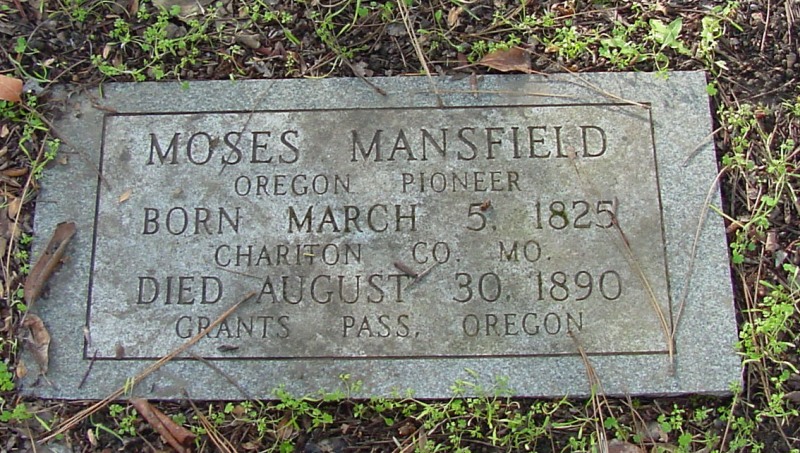 MOSES MANSFIELD
OREGON PIONEER
BORN MARCH 5, 1825
CHARITON CO. MO.
DIED AUGUST 30, 1890
GRANTS PASS, OREGON